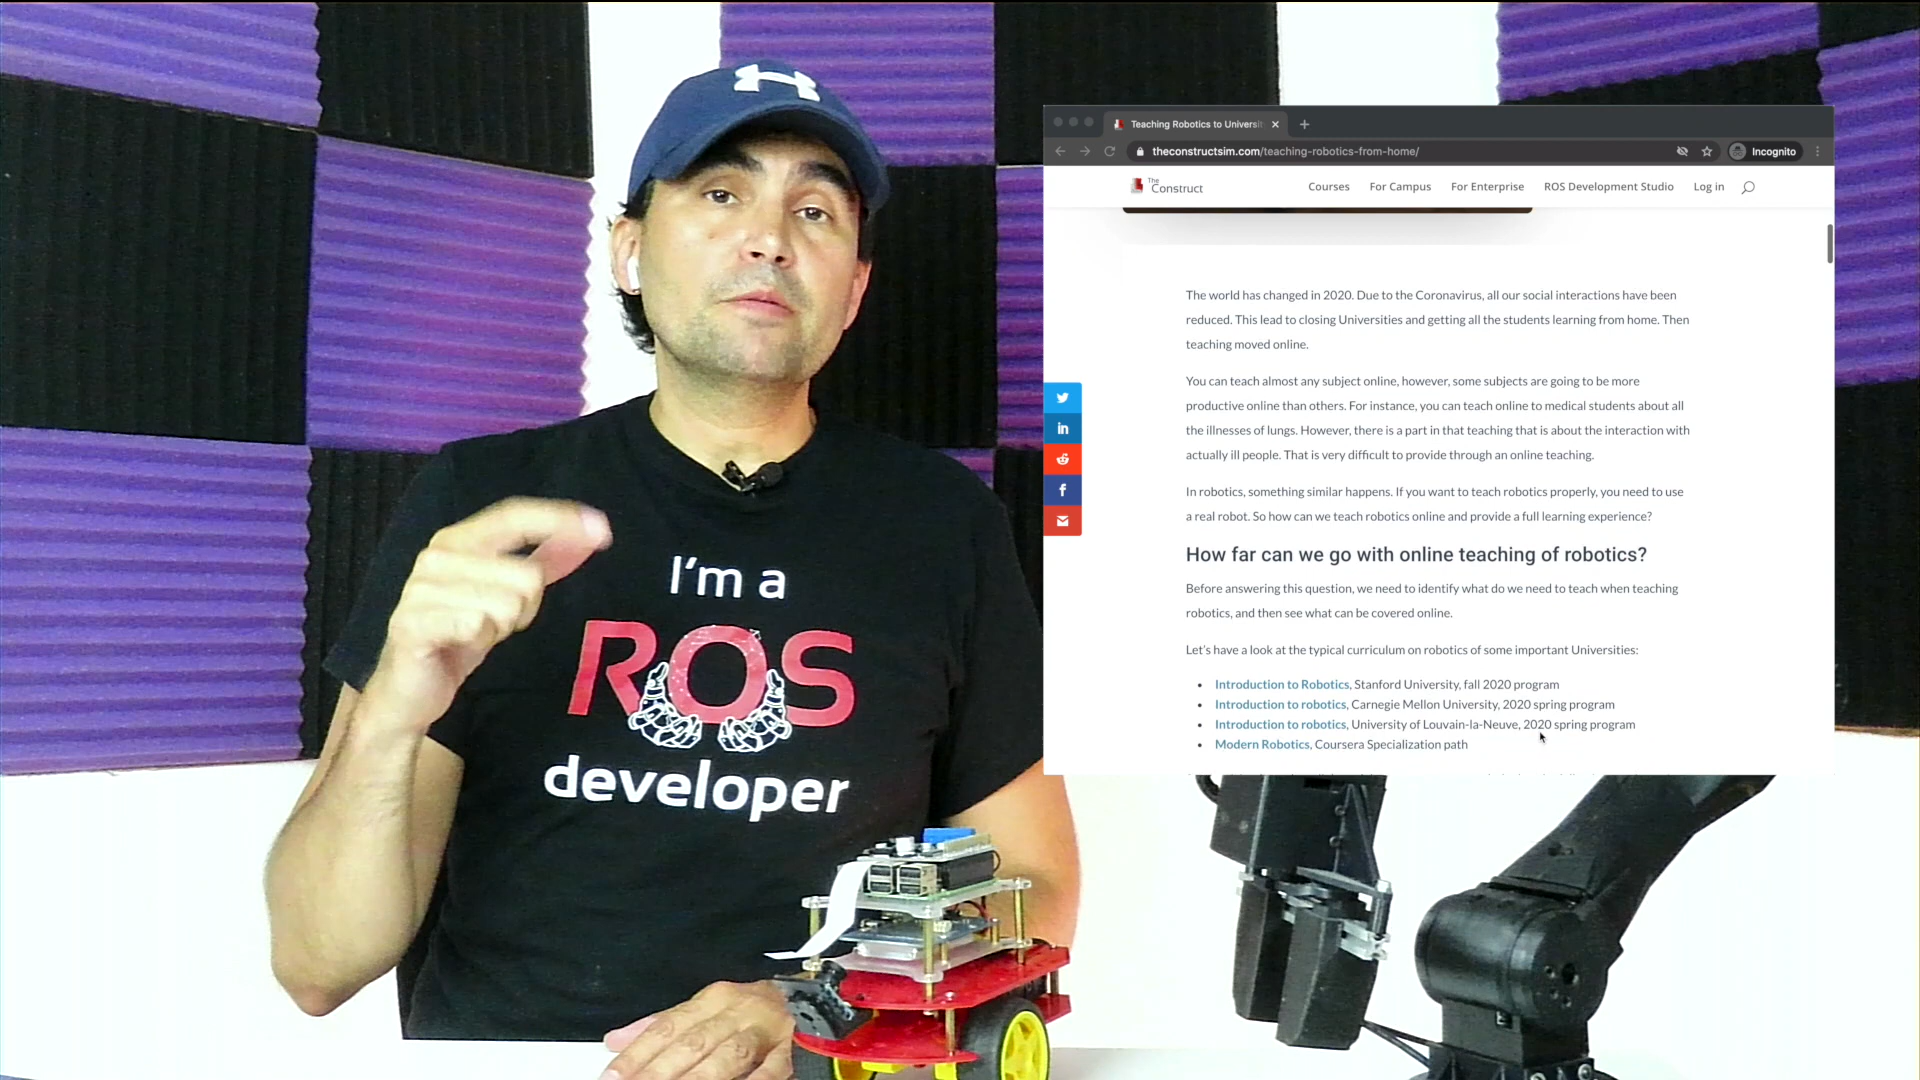 I'm a
ROS
developer
Teaching Robotics to Universi
theconstructsim.com/teaching-robotics-from-home/
Incognito
The
Construct
Courses
For Campus
For Enterprise
ROS Development Studio
Log in
The world has changed in 2020. Due to the Coronavirus, all our social interactions have been
reduced. This lead to closing Universities and getting all the students learning from home. Then
teaching moved online.
You can teach almost any subject online, however, some subjects are going to be more
productive online than others. For instance, you can teach online to medical students about all
the illnesses of lungs. However, there is a part in that teaching that is about the interaction with
actually ill people. That is very difficult to provide through an online teaching.
In robotics, something similar happens. If you want to teach robotics properly, you need to use
a real robot. So how can we teach robotics online and provide a full learning experience?
How far can we go with online teaching of robotics?
Before answering this question, we need to identify what do we need to teach when teaching
robotics, and then see what can be covered online.
Let's have a look at the typical curriculum on robotics of some important Universities:
• Introduction to Robotics, Stanford University, fall 2020 program
• Introduction to robotics, Carnegie Mellon University, 2020 spring program
• Introduction to robotics, University of Louvain-la-Neuve, 2020 spring program
• Modern Robotics, Coursera Specialization path